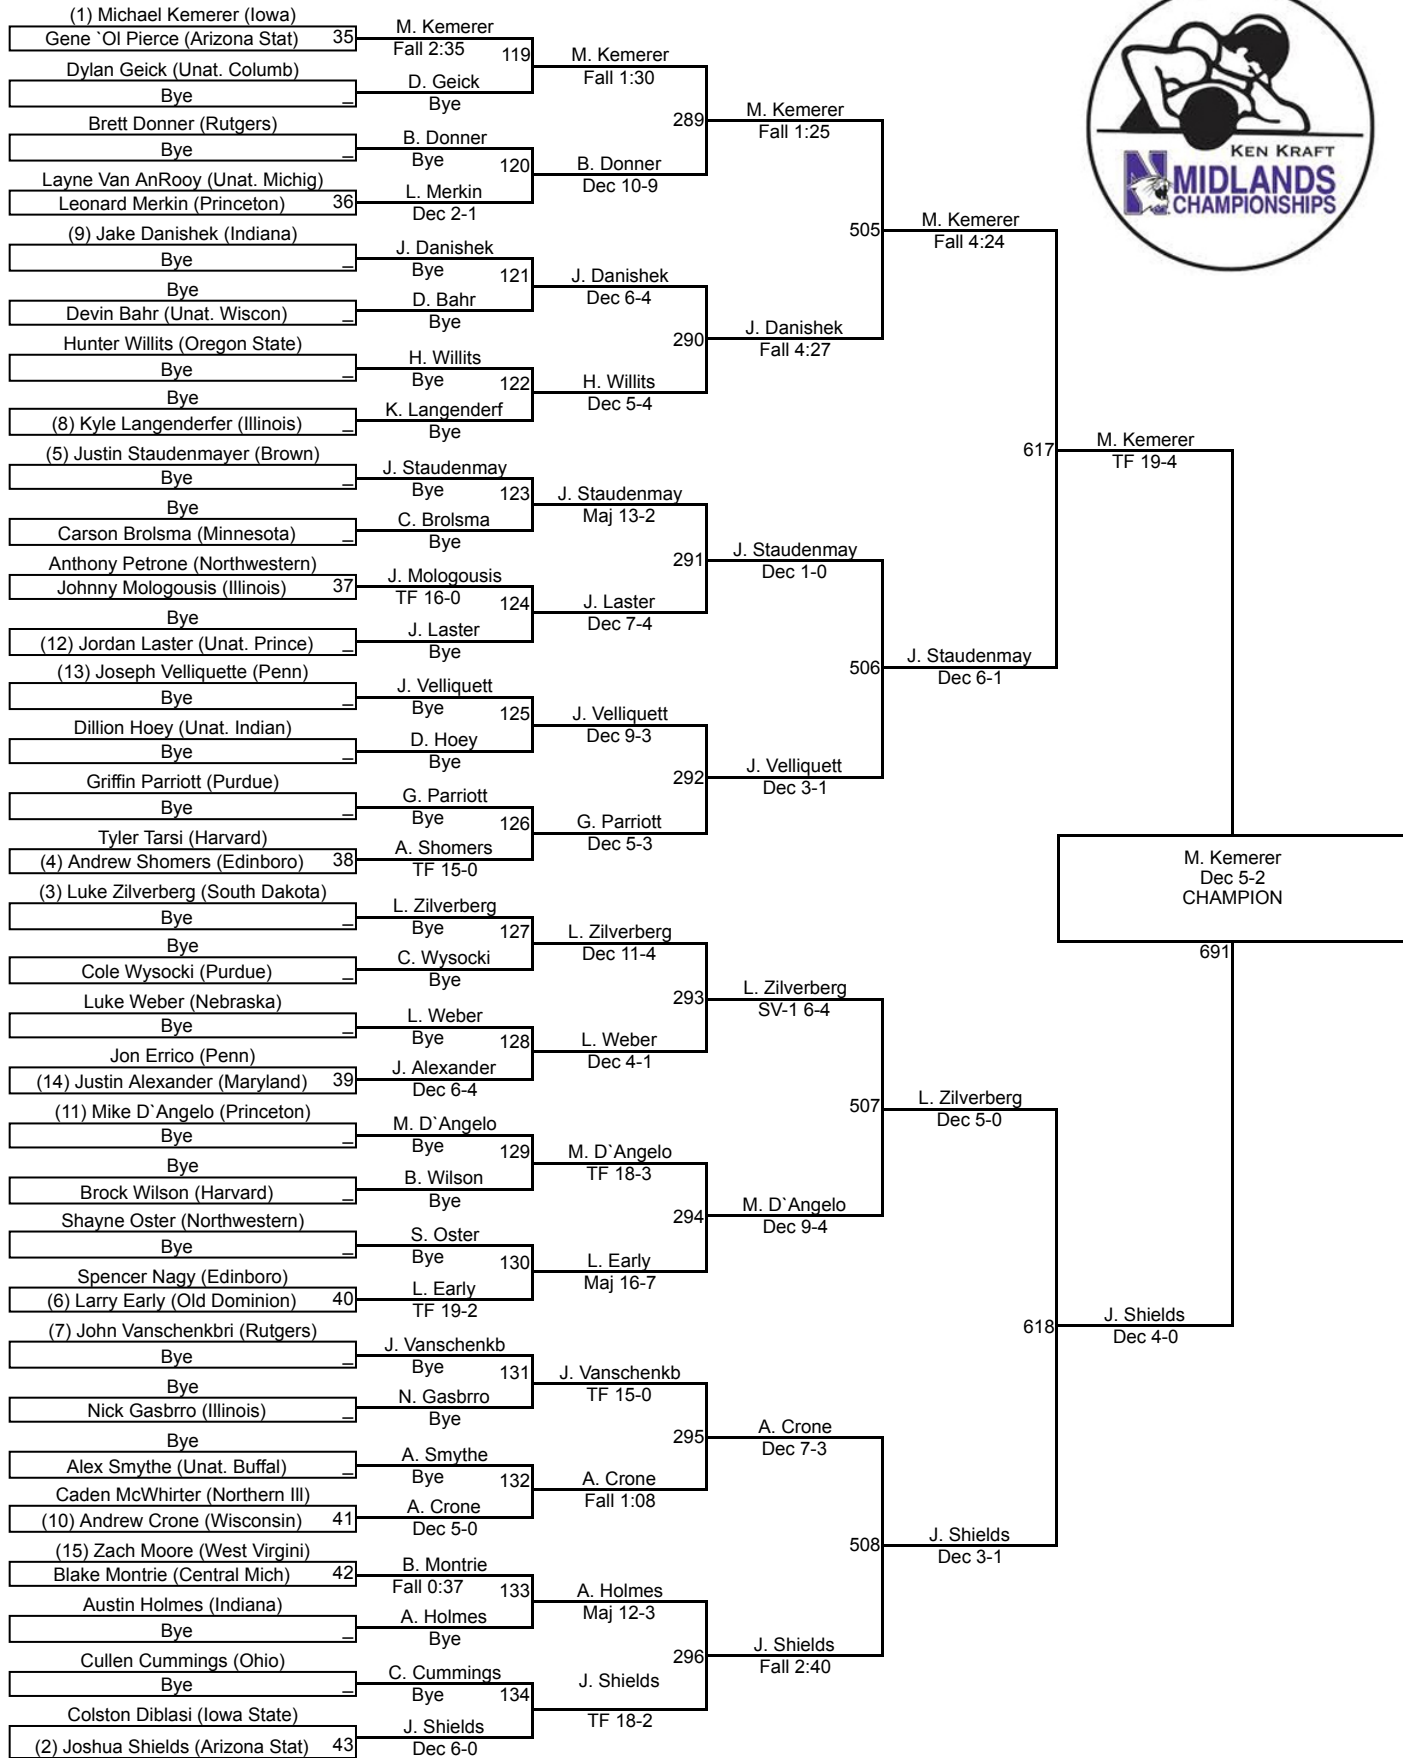 (1) Michael Kemerer (Iowa)
Gene `Ol Pierce (Arizona Stat) 35
Dylan Geick (Unat. Columb)
Bye _
Brett Donner (Rutgers)
Bye _
Layne Van AnRooy (Unat. Michig)
Leonard Merkin (Princeton) 36
(9) Jake Danishek (Indiana)
Bye _
Bye
Devin Bahr (Unat. Wiscon) _
Hunter Willits (Oregon State)
Bye _
Bye
(8) Kyle Langenderfer (Illinois) _
(5) Justin Staudenmayer (Brown)
Bye _
Bye
Carson Brolsma (Minnesota) _
Anthony Petrone (Northwestern)
Johnny Mologousis (Illinois) 37
Bye
(12) Jordan Laster (Unat. Prince) _
(13) Joseph Velliquette (Penn)
Bye _
Dillion Hoey (Unat. Indian)
Bye _
Griffin Parriott (Purdue)
Bye _
Tyler Tarsi (Harvard)
(4) Andrew Shomers (Edinboro) 38
(3) Luke Zilverberg (South Dakota)
Bye _
Bye
Cole Wysocki (Purdue) _
Luke Weber (Nebraska)
Bye _
Jon Errico (Penn)
(14) Justin Alexander (Maryland) 39
(11) Mike D`Angelo (Princeton)
Bye _
Bye
Brock Wilson (Harvard) _
Shayne Oster (Northwestern)
Bye _
Spencer Nagy (Edinboro)
(6) Larry Early (Old Dominion) 40
(7) John Vanschenkbri (Rutgers)
Bye _
Bye
Nick Gasbrro (Illinois) _
Bye
Alex Smythe (Unat. Buffal) _
Caden McWhirter (Northern Ill)
(10) Andrew Crone (Wisconsin) 41
(15) Zach Moore (West Virgini)
Blake Montrie (Central Mich) 42
Austin Holmes (Indiana)
Bye _
Cullen Cummings (Ohio)
Bye _
Colston Diblasi (Iowa State)
(2) Joshua Shields (Arizona Stat) 43
M. Kemerer
Fall 2:35
119
D. Geick
Bye
B. Donner
Bye
120
L. Merkin
Dec 2-1
J. Danishek
Bye
121
D. Bahr
Bye
H. Willits
Bye
122
K. Langenderf
Bye
J. Staudenmay
Bye
123
C. Brolsma
Bye
J. Mologousis
TF 16-0
124
J. Laster
Bye
J. Velliquett
Bye
125
D. Hoey
Bye
G. Parriott
Bye
126
A. Shomers
TF 15-0
L. Zilverberg
Bye
127
C. Wysocki
Bye
L. Weber
Bye
128
J. Alexander
Dec 6-4
M. D`Angelo
Bye
129
B. Wilson
Bye
S. Oster
Bye
130
L. Early
TF 19-2
J. Vanschenkb
Bye
131
N. Gasbrro
Bye
A. Smythe
Bye
132
A. Crone
Dec 5-0
B. Montrie
Fall 0:37
133
A. Holmes
Bye
C. Cummings
Bye
134
J. Shields
Dec 6-0
M. Kemerer
Fall 1:30
289
B. Donner
Dec 10-9
J. Danishek
Dec 6-4
290
H. Willits
Dec 5-4
J. Staudenmay
Maj 13-2
291
J. Laster
Dec 7-4
J. Velliquett
Dec 9-3
292
G. Parriott
Dec 5-3
L. Zilverberg
Dec 11-4
293
L. Weber
Dec 4-1
M. D`Angelo
TF 18-3
294
L. Early
Maj 16-7
J. Vanschenkb
TF 15-0
295
A. Crone
Fall 1:08
A. Holmes
Maj 12-3
296
J. Shields
TF 18-2
M. Kemerer
Fall 1:25
505
J. Danishek
Fall 4:27
J. Staudenmay
Dec 1-0
506
J. Velliquett
Dec 3-1
L. Zilverberg
SV-1 6-4
507
M. D`Angelo
Dec 9-4
A. Crone
Dec 7-3
508
J. Shields
Fall 2:40
M. Kemerer
Fall 4:24
617
J. Staudenmay
Dec 6-1
L. Zilverberg
Dec 5-0
618
J. Shields
Dec 3-1
M. Kemerer
TF 19-4
J. Shields
Dec 4-0
M. Kemerer
Dec 5-2
CHAMPION
691
KEN KRAFT
N MIDLANDS
CHAMPIONSHIPS